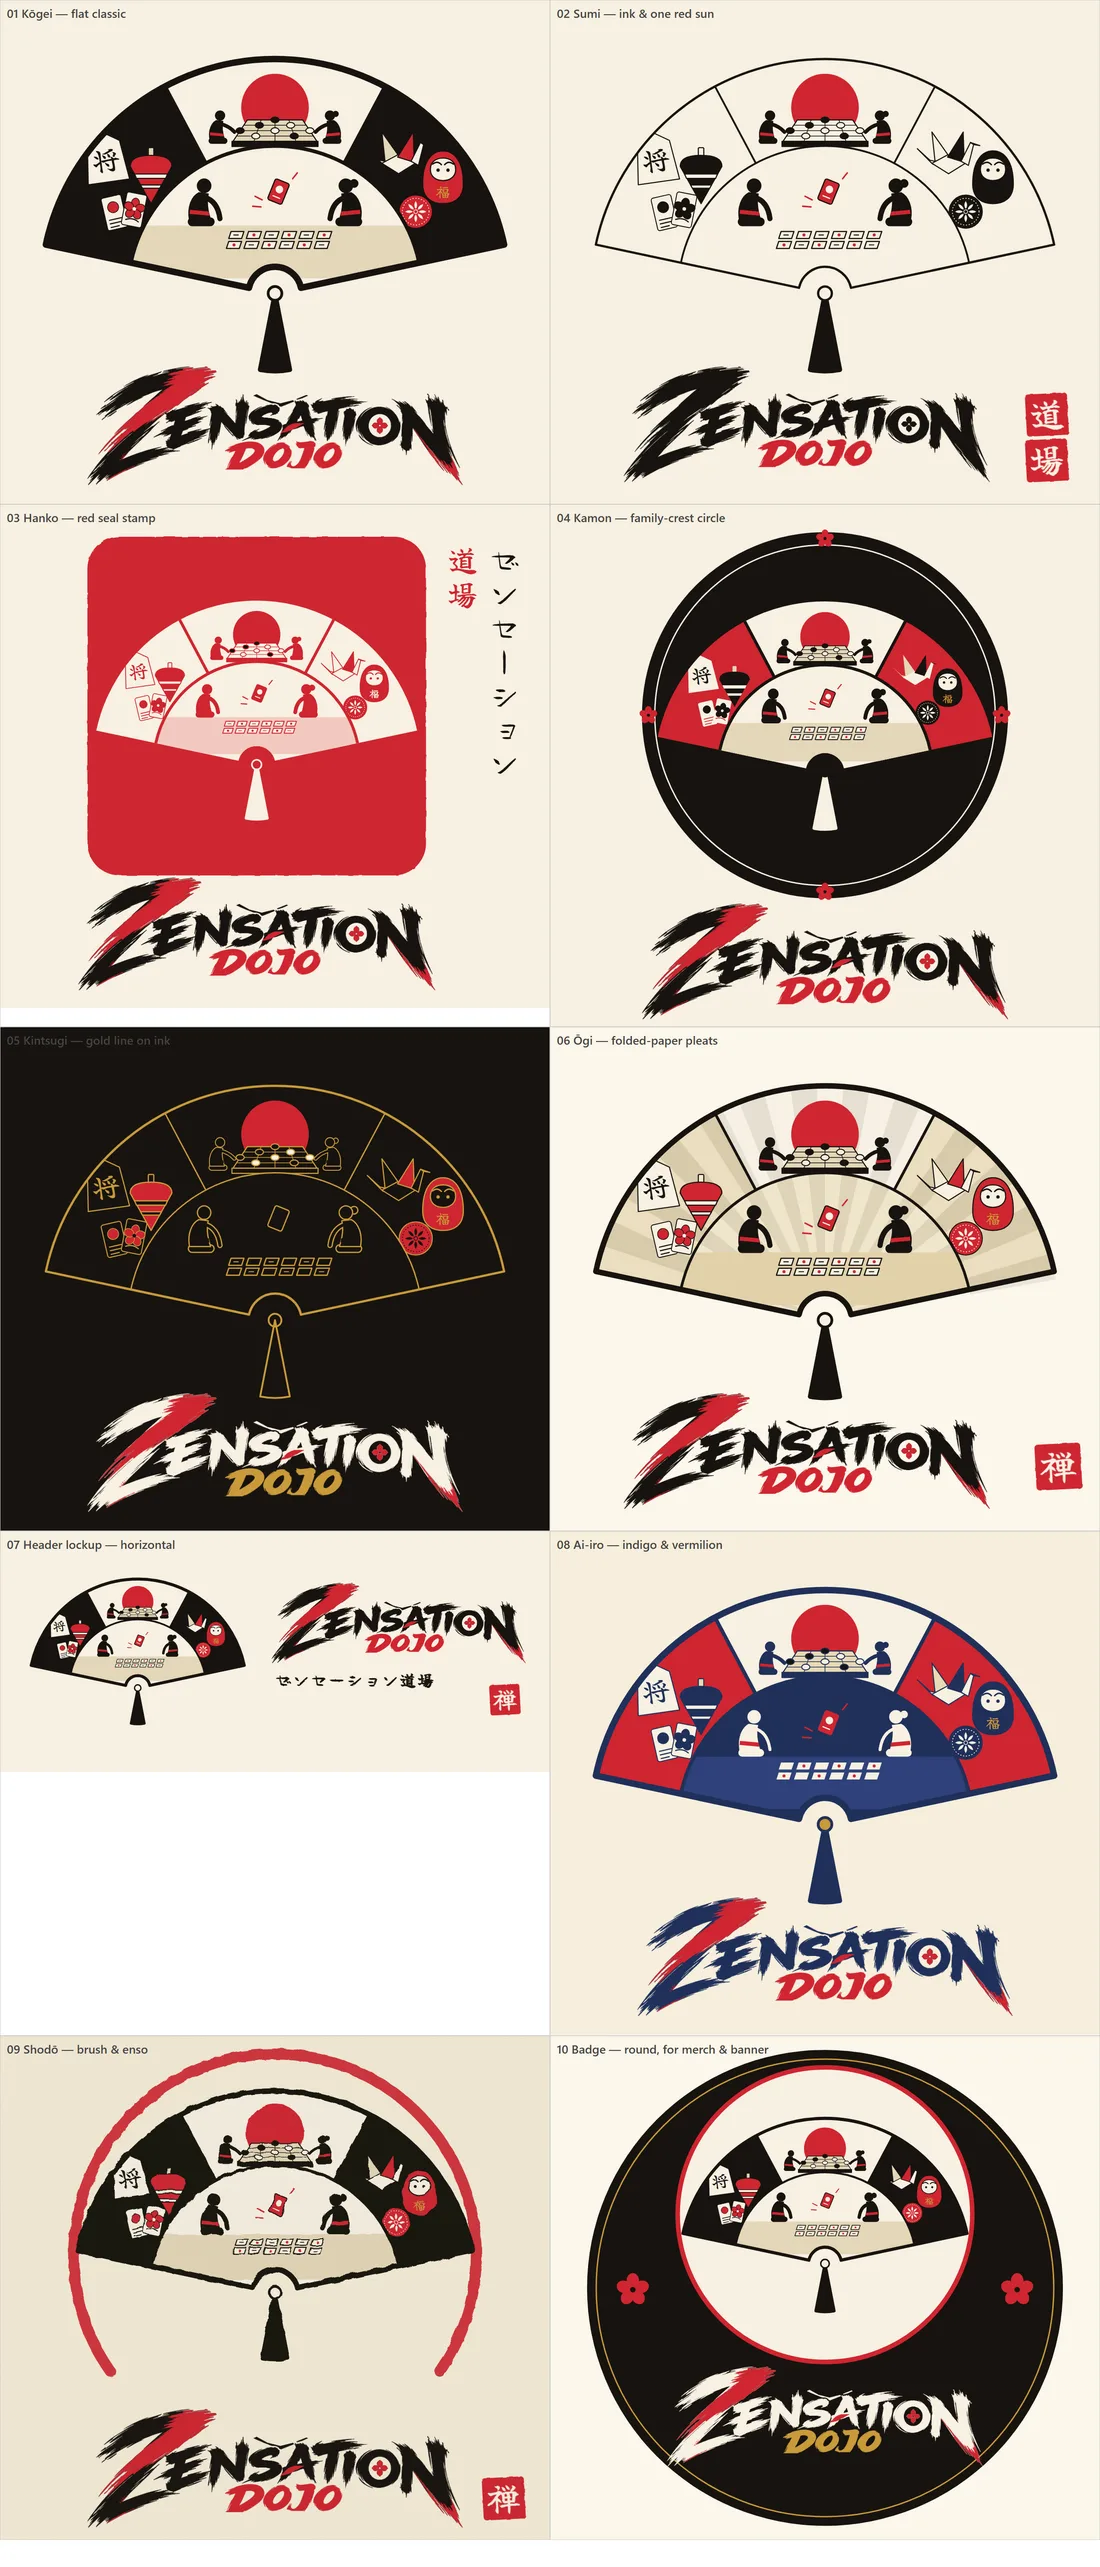 01 Kōgei — flat classic
将
福
ZENSATION
DOJO
02 Sumi — ink & one red sun
将
ZENSATION
DOJO
道
場
03 Hanko — red seal stamp
道場
ゼンセーション
将
福
ZENSATION
DOJO
04 Kamon — family-crest circle
将
福
ZENSATION
DOJO
05 Kintsugi — gold line on ink
将
福
ZENSATION
DOJO
06 Ōgi — folded-paper pleats
将
福
ZENSATION
DOJO
禅
07 Header lockup — horizontal
将
ZENSATION
DOJO
ゼンセーション道場
禅
08 Ai-iro — indigo & vermilion
将
福
ZENSATION
DOJO
09 Shodō — brush & enso
将
福
ZENSATION
DOJO
禅
10 Badge — round, for merch & banner
将
福
ZENSATION
DOJO